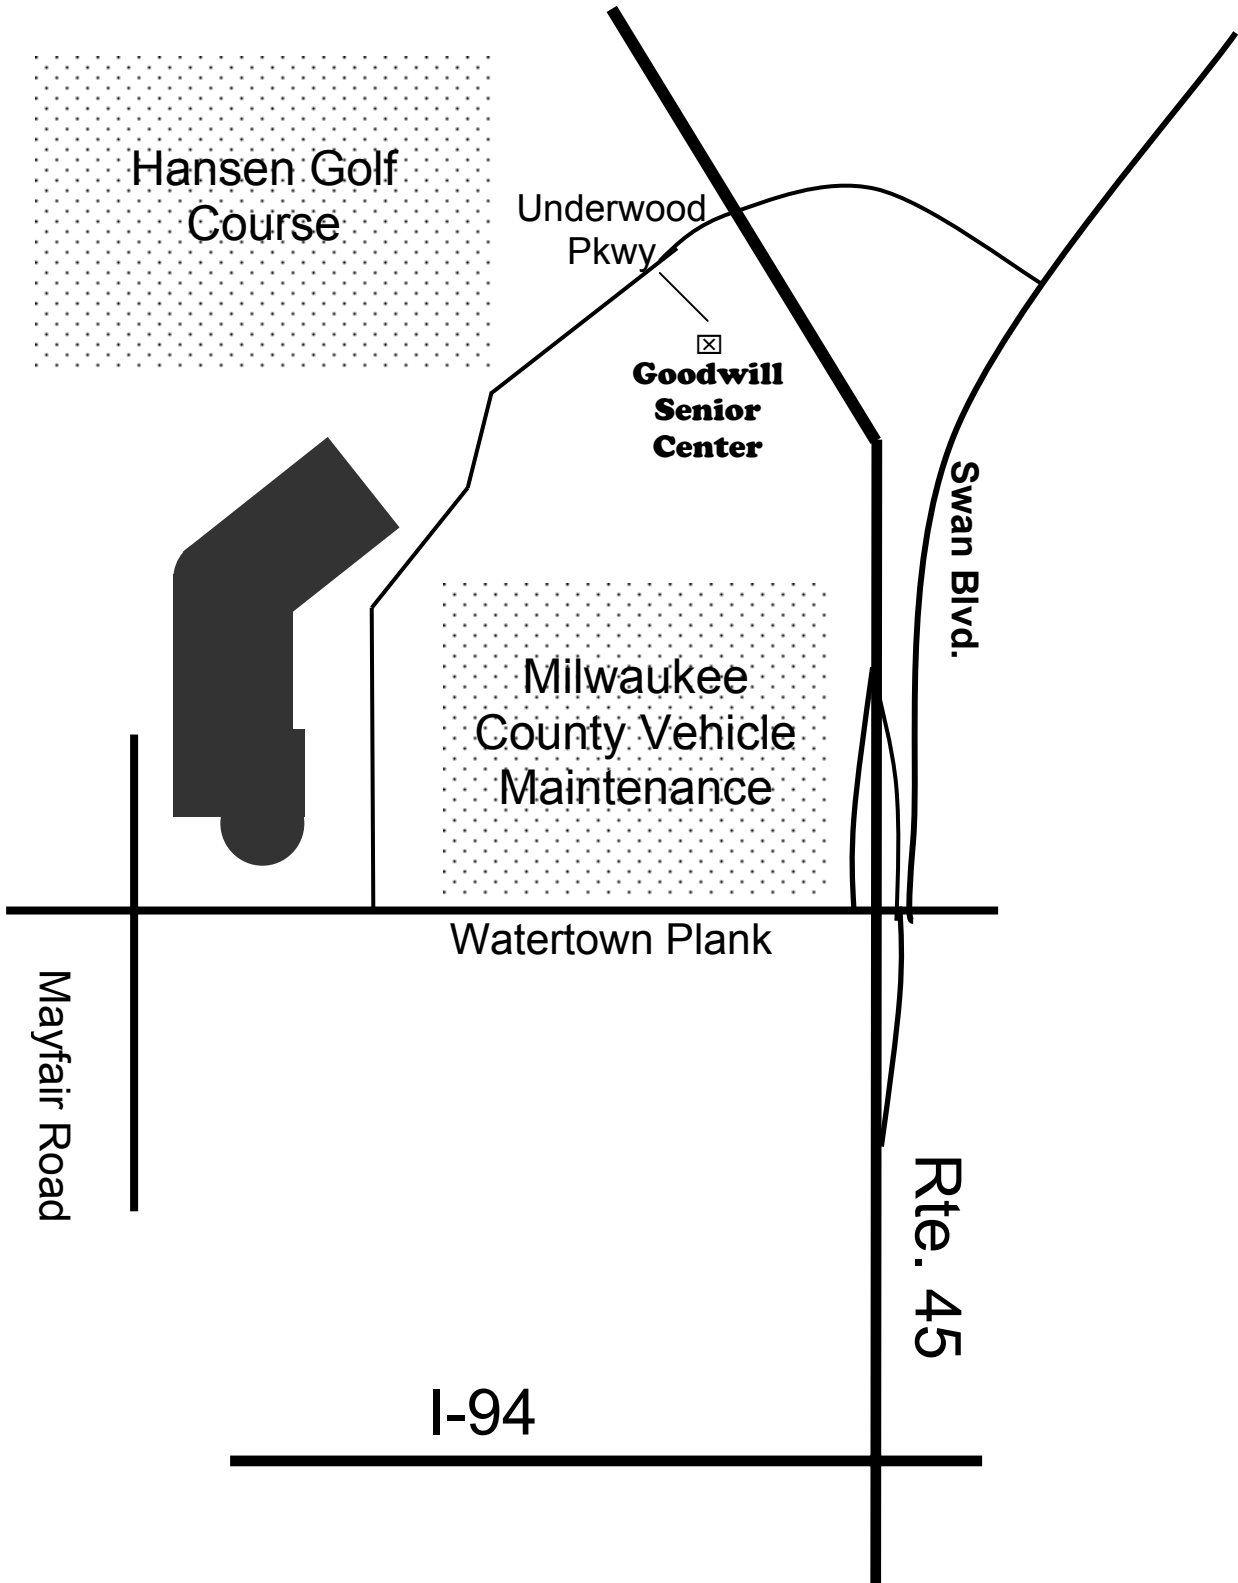 Hansen Golf
Course
Underwood
Pkwy
Goodwill
Senior
Center
Swan Blvd.
Milwaukee
County Vehicle
Maintenance
Watertown Plank
Mayfair Road
Rte. 45
I-94